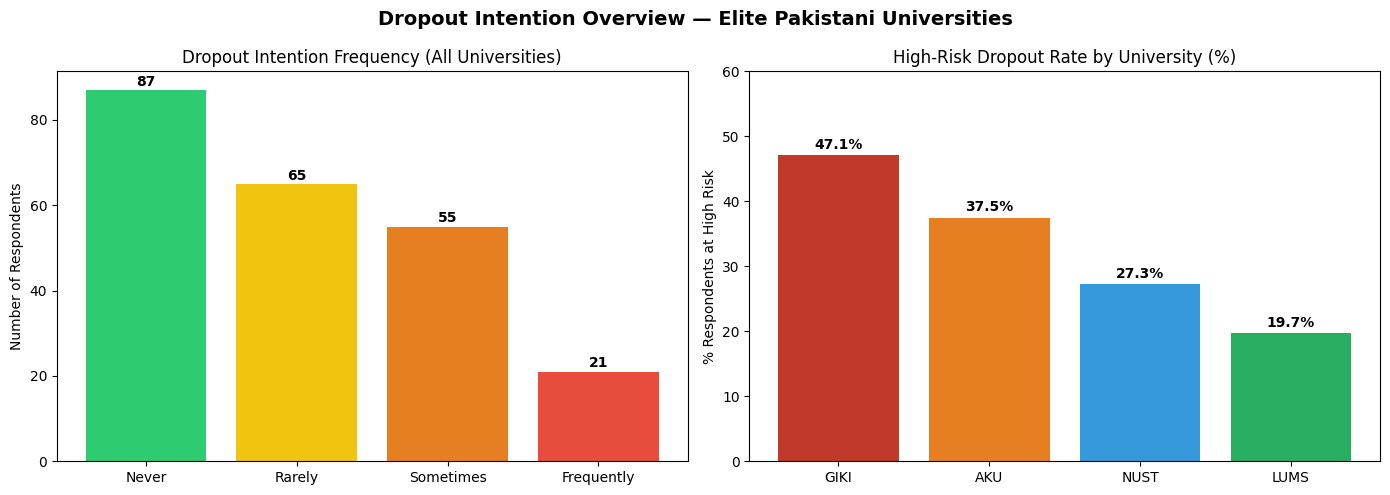 Dropout Intention Overview — Elite Pakistani Universities
Dropout Intention Frequency (All Universities)
Number of Respondents
80
60
40
20
0
87
65
55
21
Never
Rarely
Sometimes
Frequently
High-Risk Dropout Rate by University (%)
% Respondents at High Risk
60
50
40
30
20
10
0
47.1%
37.5%
27.3%
19.7%
GIKI
AKU
NUST
LUMS